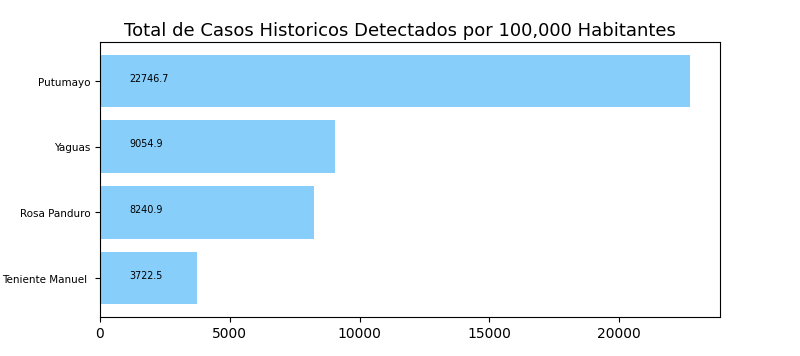 Total de Casos Historicos Detectados por 100,000 Habitantes
Putumayo 22746.7
Yaguas 9054.9
Rosa Panduro 8240.9
Teniente Manuel 3722.5
0 5000 10000 15000 20000